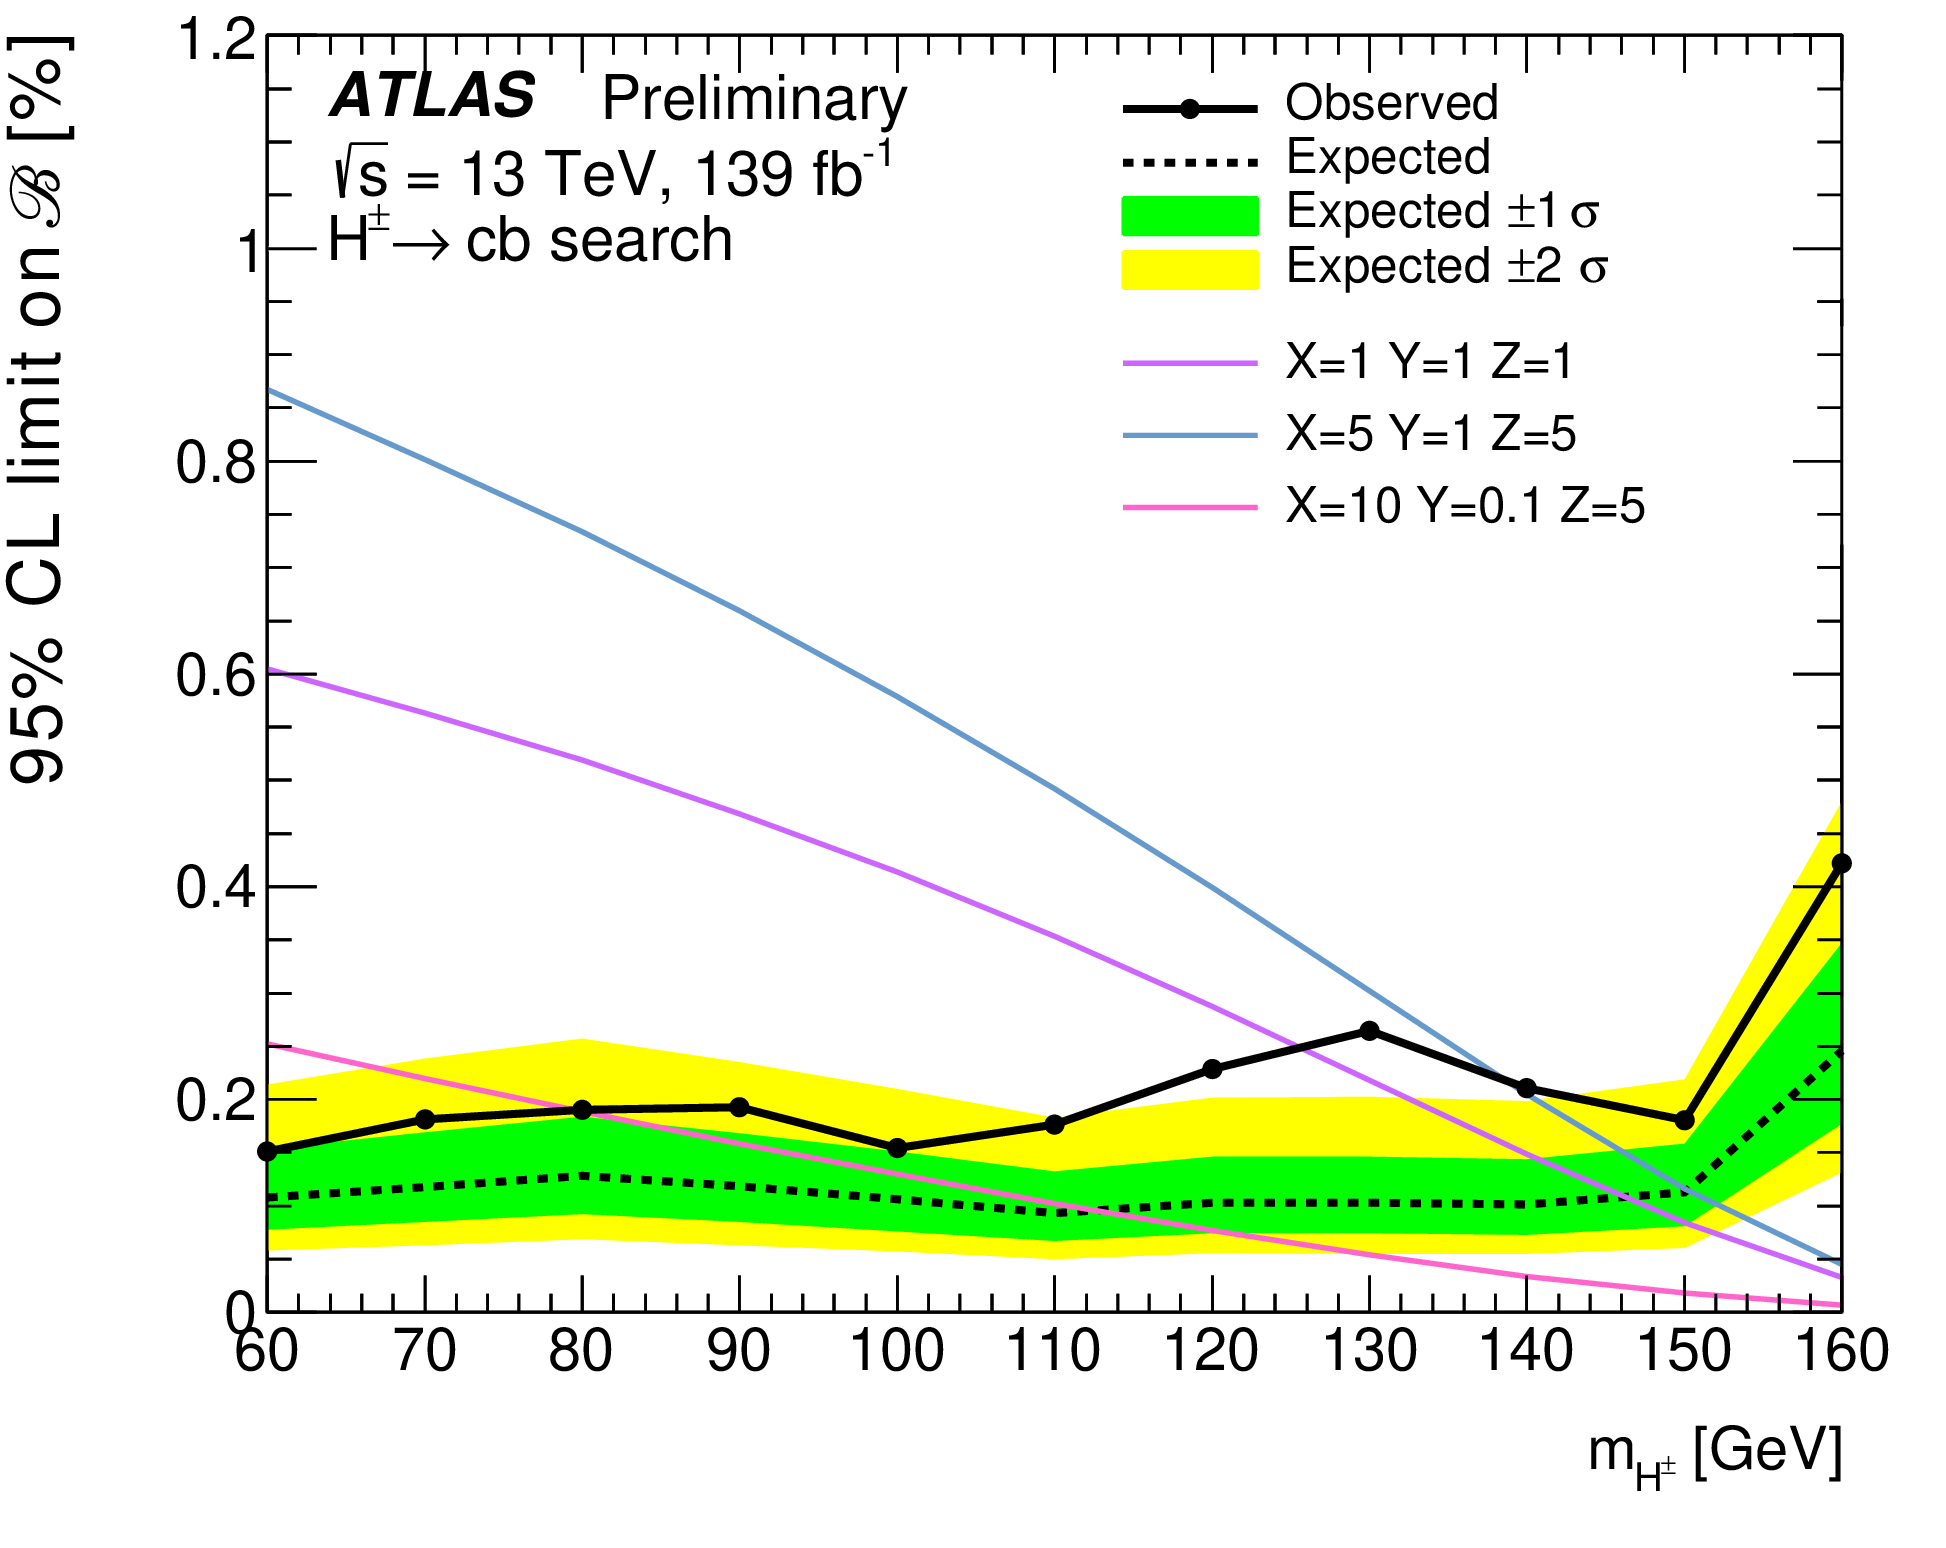 95% CL limit on ℬ [%]
1.2
1
0.8
0.6
0.4
0.2
0
ATLAS Preliminary
√s = 13 TeV, 139 fb⁻¹
H± → cb search
Observed
Expected
Expected ±1 σ
Expected ±2 σ
X=1 Y=1 Z=1
X=5 Y=1 Z=5
X=10 Y=0.1 Z=5
60 70 80 90 100 110 120 130 140 150 160
m_H± [GeV]